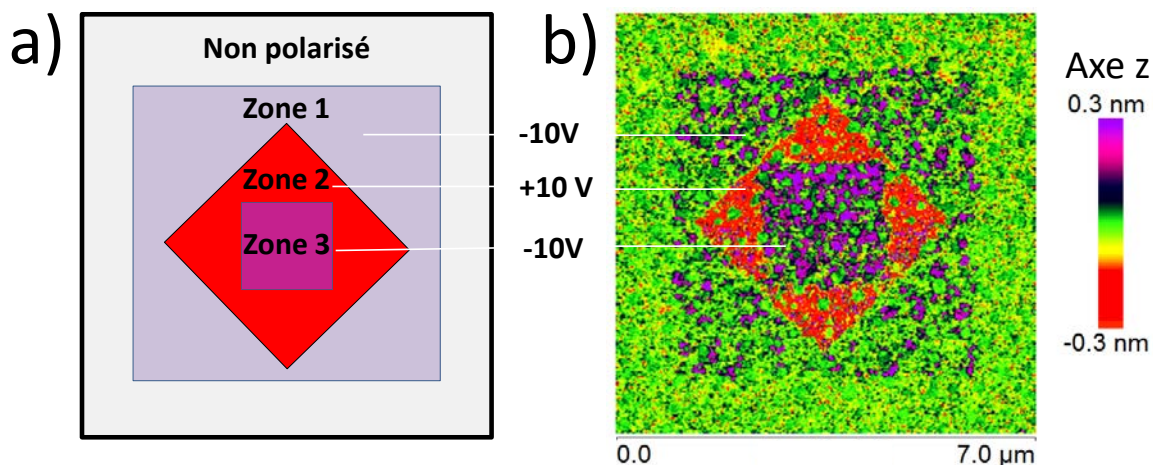 a)
Non polarisé
Zone 1
Zone 2
Zone 3
-10V
+10 V
-10V
b)
Axe z
0.3 nm
-0.3 nm
0.0
7.0 µm